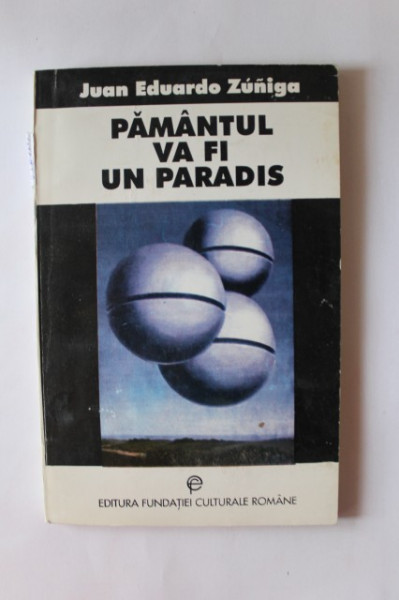 Juan Eduardo Zúñiga
PĂMÂNTUL
VA FI
UN PARADIS
EDITURA FUNDAȚIEI CULTURALE ROMÂNE